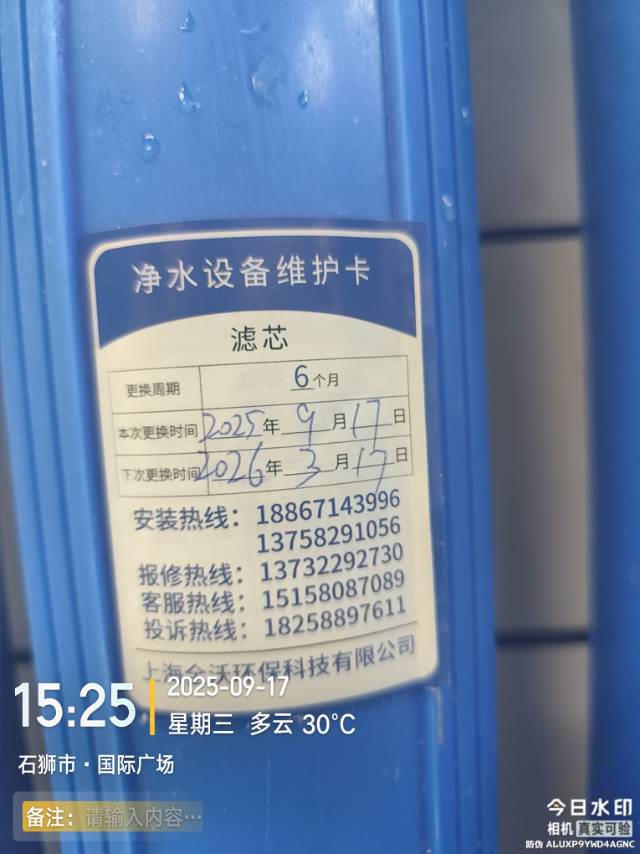 净水设备维护卡
滤芯
更换周期 6个月
本次更换时间 2025年 9 月 17 日
下次更换时间 2026年 3 月 17 日
安装热线：18867143996
13758291056
报修热线：13732292730
客服热线：15158087089
投诉热线：18258897611
上海全沃环保科技有限公司
15:25
2025-09-17
星期三 多云 30°C
石狮市·国际广场
备注：请输入内容…
今日水印
相机 真实可验
防伪 ALUXP9YWD4AGNC